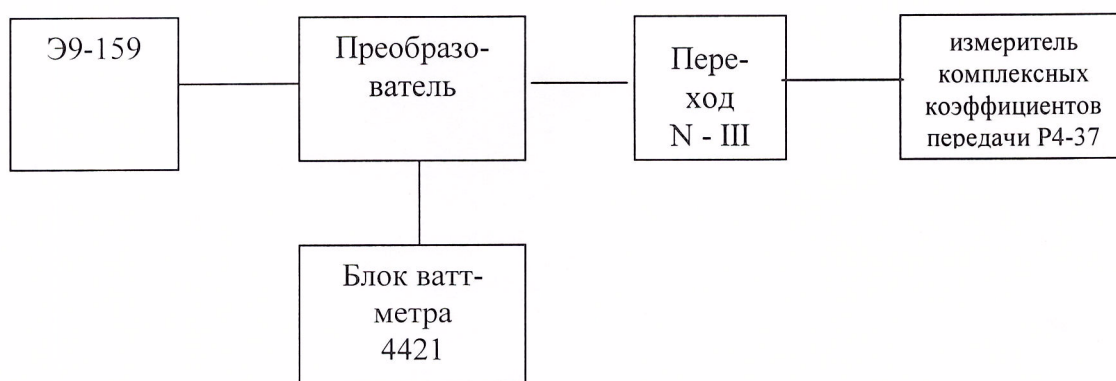 Э9-159
Преобразо-
ватель
Пере-
ход
N - III
измеритель
комплексных
коэффициентов
передачи Р4-37
Блок ватт-
метра
4421